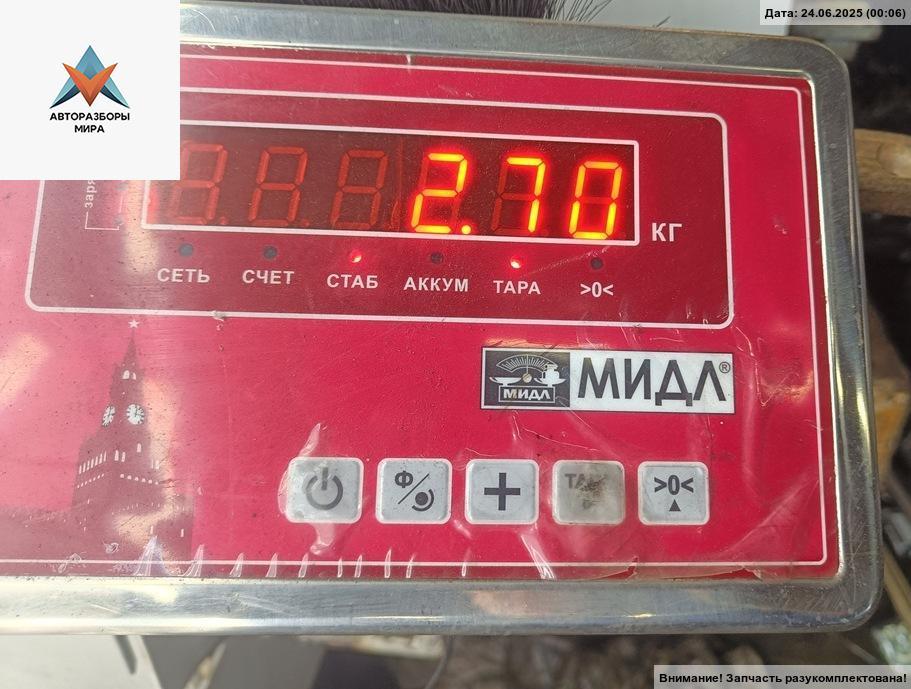 Дата: 24.06.2025 (00:06)
АВТОРАЗБОРЫ
МИРА
2.70
КГ
СЕТЬ СЧЕТ СТАБ АККУМ ТАРА >0<
МИДЛ МИДЛ®
Ф/ + >0<
Внимание! Запчасть разукомплектована!